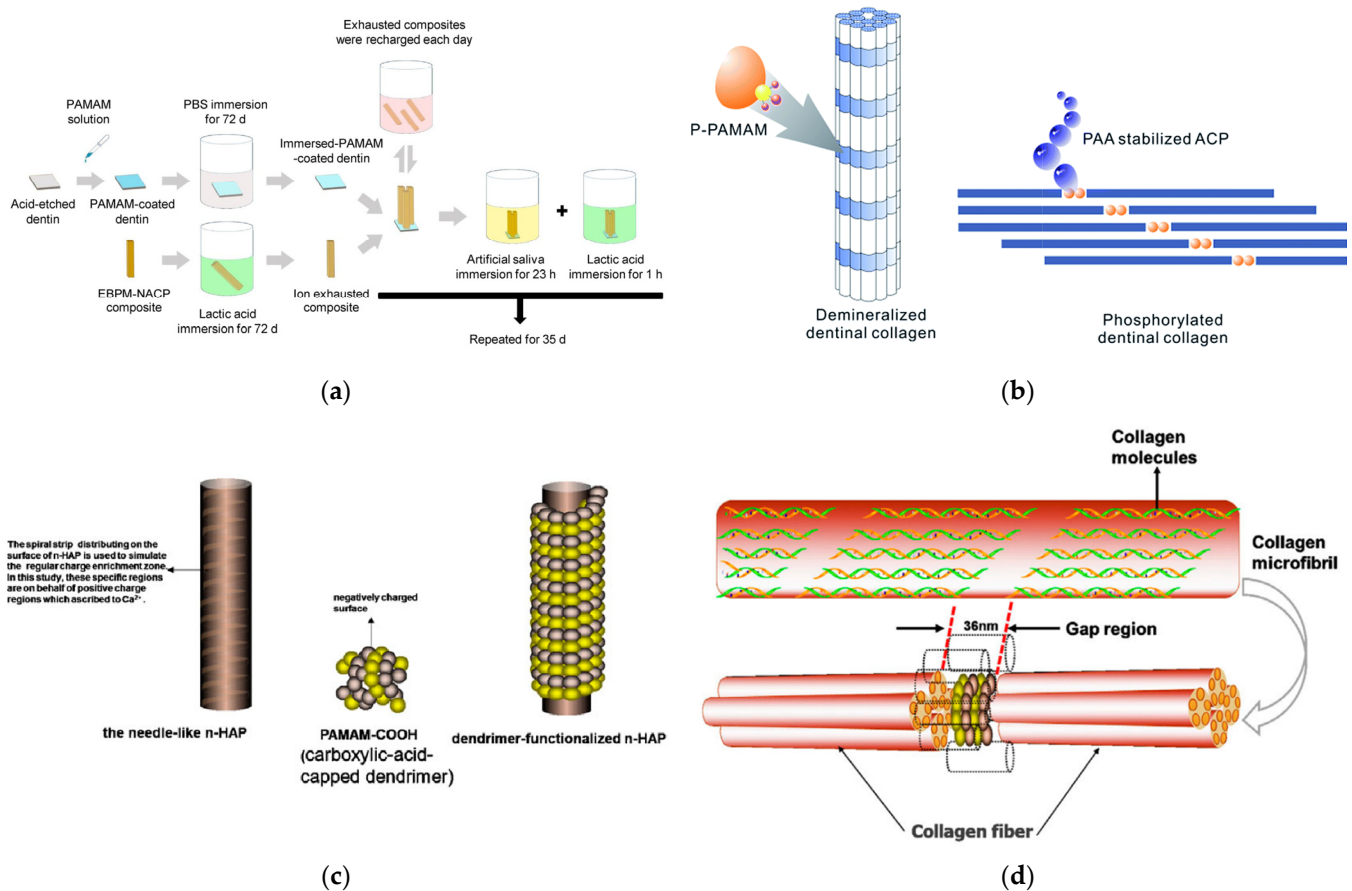 Exhausted composites
were recharged each day
PAMAM
solution
PBS immersion
for 72 d
Immersed-PAMAM
-coated dentin
Acid-etched
dentin
PAMAM-coated
dentin
EBPM-NACP
composite
Lactic acid
immersion for 72 d
Ion exhausted
composite
+
Artificial saliva
immersion for 23 h
Lactic acid
immersion for 1 h
Repeated for 35 d
(a)
P-PAMAM
PAA stabilized ACP
Demineralized
dentinal collagen
Phosphorylated
dentinal collagen
(b)
The spiral strip distributing on the
surface of n-HAP is used to simulate
the regular charge enrichment zone.
In this study, these specific regions
are on behalf of positive charge
regions which ascribed to Ca2+.
negatively charged
surface
the needle-like n-HAP
PAMAM-COOH
(carboxylic-acid-
capped dendrimer)
dendrimer-functionalized n-HAP
(c)
Collagen
molecules
Collagen
microfibril
36nm
Gap region
Collagen fiber
(d)